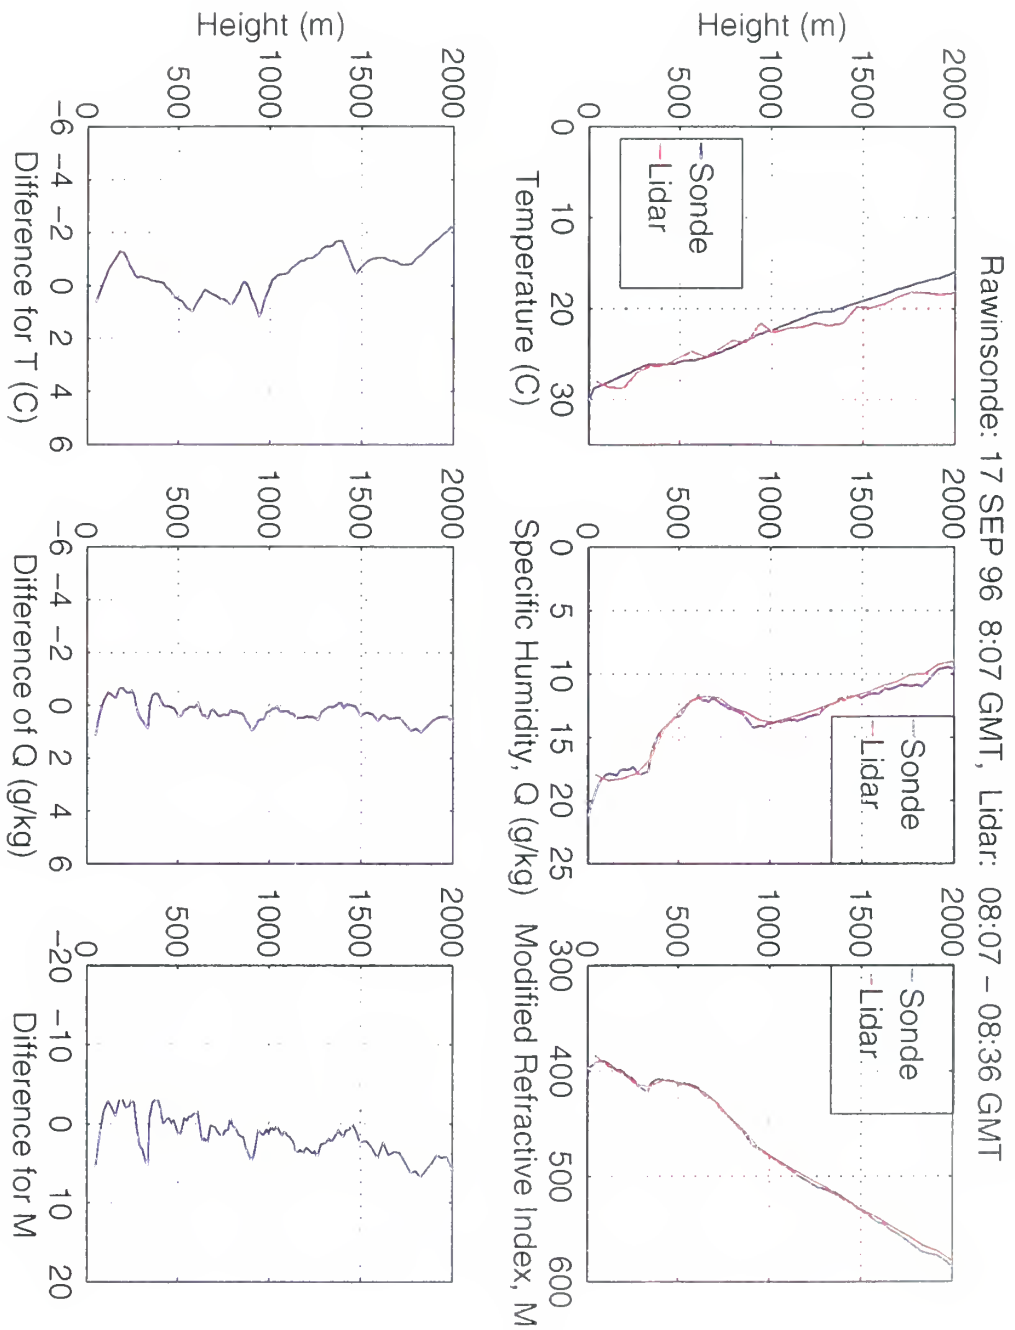 Rawinsonde: 17 SEP 96 8:07 GMT, Lidar: 08:07 – 08:36 GMT
Height (m)
2000
1500
1000
500
0
0 10 20 30
Temperature (C)
Sonde
Lidar
2000
1500
1000
500
0
0 5 10 15 20 25
Specific Humidity, Q (g/kg)
Sonde
Lidar
2000
1500
1000
500
0
300 400 500 600
Modified Refractive Index, M
Sonde
Lidar
Height (m)
2000
1500
1000
500
0
−6 −4 −2 0 2 4 6
Difference for T (C)
2000
1500
1000
500
0
−6 −4 −2 0 2 4 6
Difference of Q (g/kg)
2000
1500
1000
500
0
−20 −10 0 10 20
Difference for M